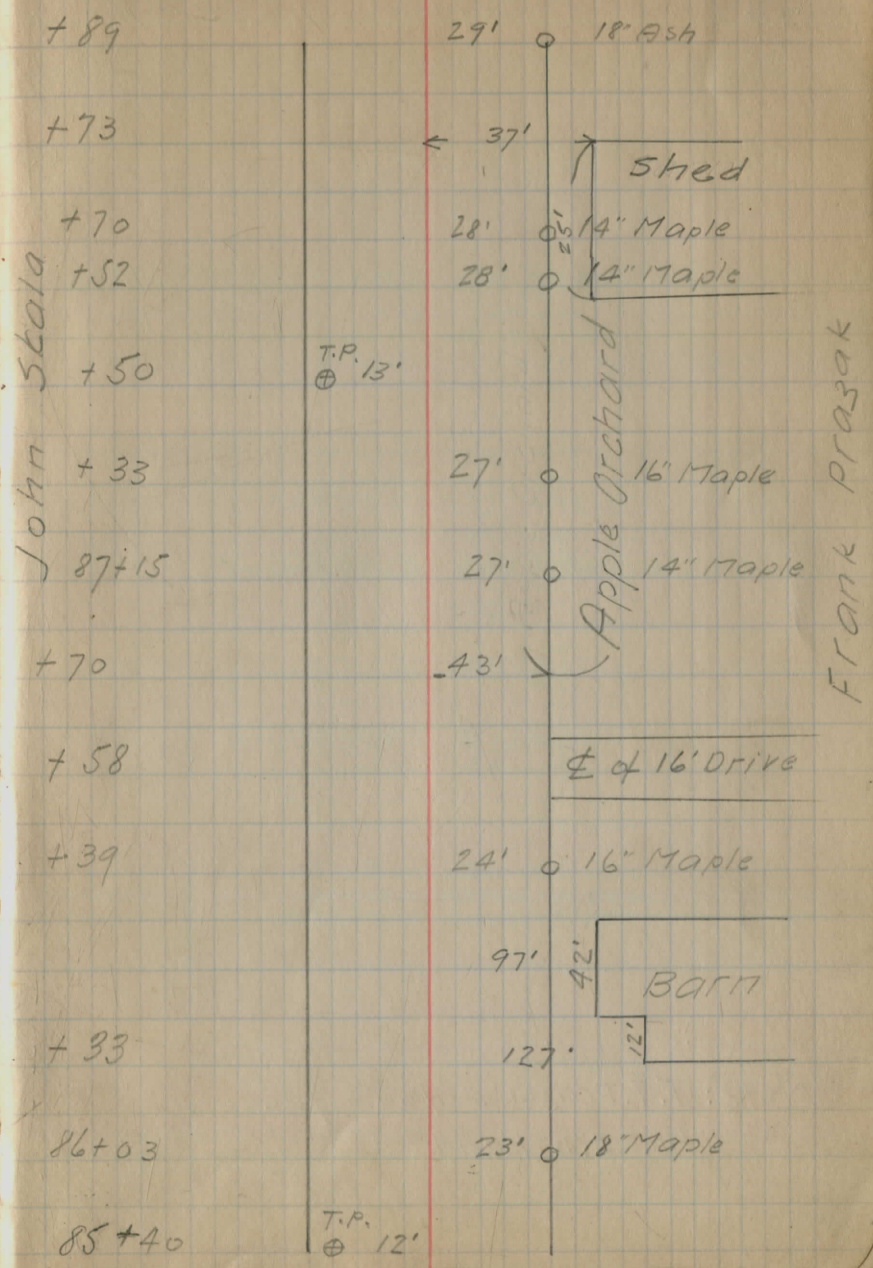 +89 29' 18" Ash
+73 37' Shed
+70 28' 14" Maple
25'
+52 28' 14" Maple
+50 T.P. 13'
+33 27' 16" Maple
87+15 27' 14" Maple
Apple Orchard
John Skala
Frank Prazak
+70 43'
+58 ℄ of 16' Drive
+39 24' 16" Maple
97' 42' Barn
+33 127' 12'
86+03 23' 18" Maple
85+40 T.P. 12'